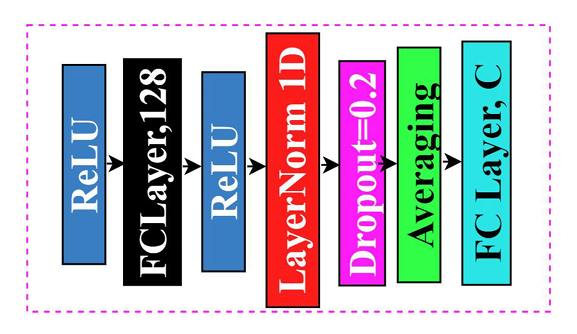 ReLU
FCLayer,128
ReLU
LayerNorm 1D
Dropout=0.2
Averaging
FC Layer, C